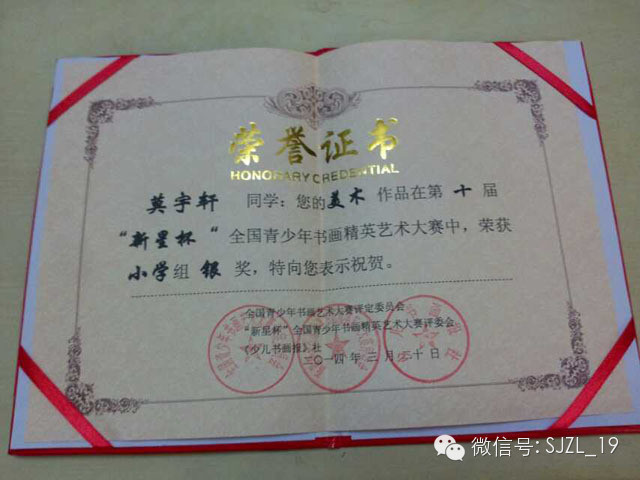 荣誉证书
HONORARY CREDENTIAL
莫宇轩 同学:您的美术 作品在第 十 届
“新星杯“全国青少年书画精英艺术大赛中,荣获
小学组 银 奖,特向您表示祝贺。
全国青少年书画艺术大赛评定委员会
“新星杯”全国青少年书画精英艺术大赛评委会
《少儿书画报》社
二〇一四年三月二十日
微信号: SJZL_19